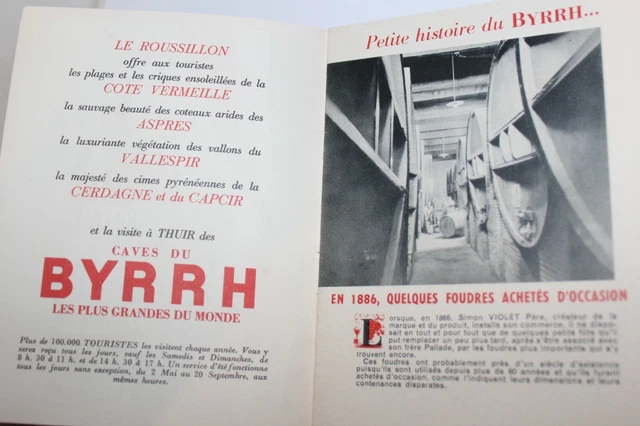 LE ROUSSILLON
offre aux touristes
les plages et les criques ensoleillées de la
COTE VERMEILLE
la sauvage beauté des coteaux arides des
ASPRES
la luxuriante végétation des vallons du
VALLESPIR
la majesté des cimes pyrénéennes de la
CERDAGNE et du CAPCIR
et la visite à THUIR des
CAVES DU
BYRRH
LES PLUS GRANDES DU MONDE
Plus de 100.000 TOURISTES les visitent chaque année. Vous y
serez reçu tous les jours, sauf les Samedis et Dimanches, de
8 h. 30 à 11 h. et de 14 h. 30 à 17 h. Un service d'été fonctionne
tous les jours sans exception, du 2 Mai au 20 Septembre, aux
mêmes heures.
Petite histoire du BYRRH...
EN 1886, QUELQUES FOUDRES ACHETÉS D'OCCASION
Lorsque, en 1866, Simon VIOLET Père, créateur de la
marque et du produit, installa son commerce, il ne dispo-
sait en tout et pour tout que de quelques petits fûts qu'il
put remplacer un peu plus tard, après s'être associé avec
son frère Pallade, par les foudres plus importants qui s'y
trouvent encore.
Ces foudres ont probablement près d'un siècle d'existence
puisqu'ils sont utilisés depuis plus de 80 années et qu'ils furent
achetés d'occasion, comme l'indiquent leurs dimensions et leurs
contenances disparates.